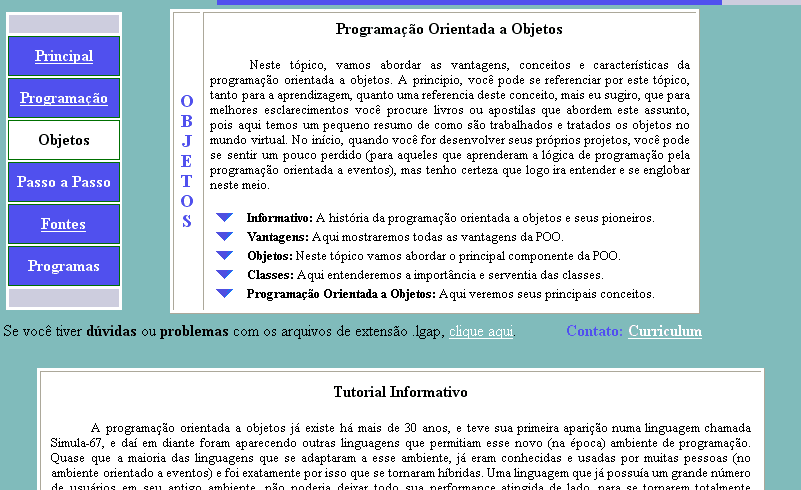 Principal
Programação
Objetos
Passo a Passo
Fontes
Programas
O
B
J
E
T
O
S
Programação Orientada a Objetos
Neste tópico, vamos abordar as vantagens, conceitos e características da
programação orientada a objetos. A principio, você pode se referenciar por este tópico,
tanto para a aprendizagem, quanto uma referencia deste conceito, mais eu sugiro, que para
melhores esclarecimentos você procure livros ou apostilas que abordem este assunto,
pois aqui temos um pequeno resumo de como são trabalhados e tratados os objetos no
mundo virtual. No início, quando você for desenvolver seus próprios projetos, você pode
se sentir um pouco perdido (para aqueles que aprenderam a lógica de programação pela
programação orientada a eventos), mas tenho certeza que logo ira entender e se englobar
neste meio.
Informativo: A história da programação orientada a objetos e seus pioneiros.
Vantagens: Aqui mostraremos todas as vantagens da POO.
Objetos: Neste tópico vamos abordar o principal componente da POO.
Classes: Aqui entenderemos a importância e serventia das classes.
Programação Orientada a Objetos: Aqui veremos seus principais conceitos.
Se você tiver dúvidas ou problemas com os arquivos de extensão .lgap, clique aqui. Contato: Curriculum
Tutorial Informativo
A programação orientada a objetos já existe há mais de 30 anos, e teve sua primeira aparição numa linguagem chamada
Simula-67, e daí em diante foram aparecendo outras linguagens que permitiam esse novo (na época) ambiente de programação.
Quase que a maioria das linguagens que se adaptaram a esse ambiente, já eram conhecidas e usadas por muitas pessoas (no
ambiente orientado a eventos) e foi exatamente por isso que se tornaram híbridas. Uma linguagem que já possuía um grande número
de usuários em seu antigo ambiente, não poderia deixar todo sua performance atingida de lado, para se tornarem totalmente